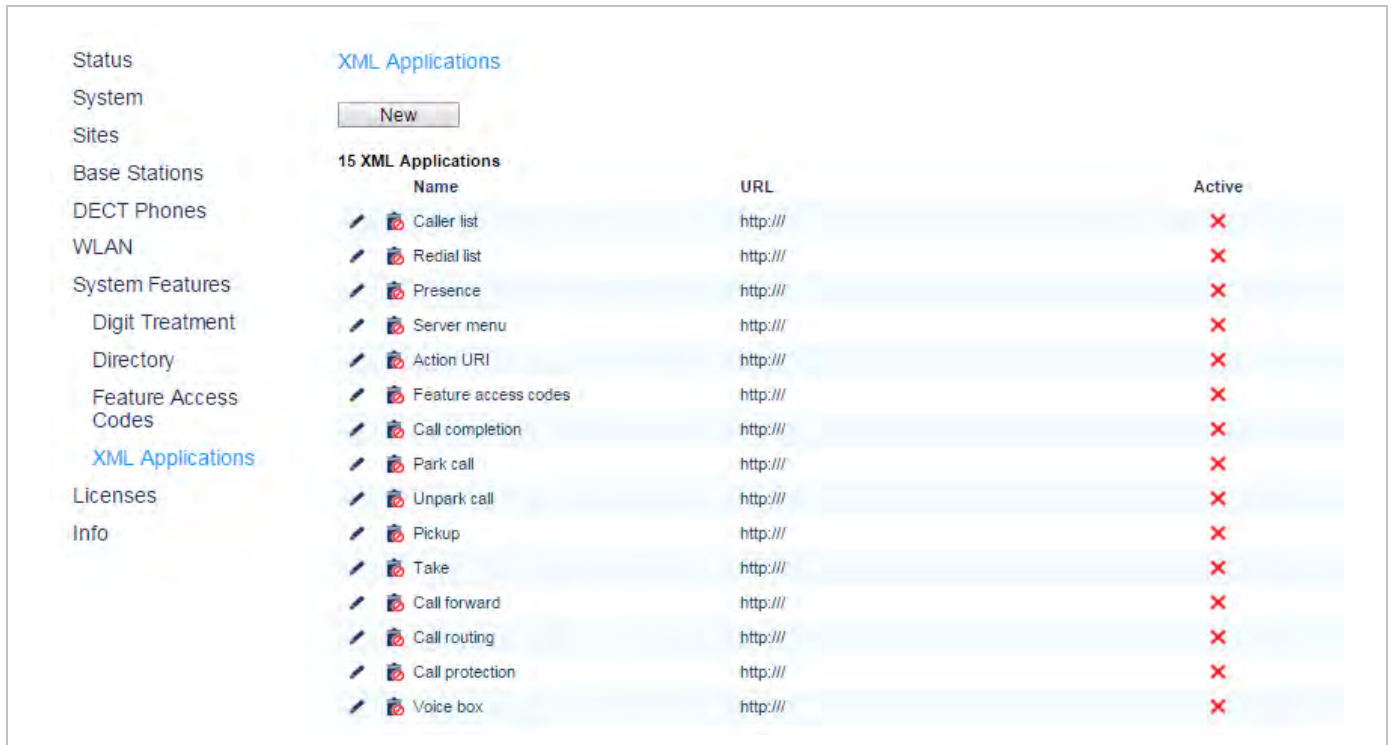 Status
System
Sites
Base Stations
DECT Phones
WLAN
System Features
Digit Treatment
Directory
Feature Access
Codes
XML Applications
Licenses
Info
XML Applications
New
15 XML Applications
Name URL Active
Caller list http:///
Redial list http:///
Presence http:///
Server menu http:///
Action URI http:///
Feature access codes http:///
Call completion http:///
Park call http:///
Unpark call http:///
Pickup http:///
Take http:///
Call forward http:///
Call routing http:///
Call protection http:///
Voice box http:///